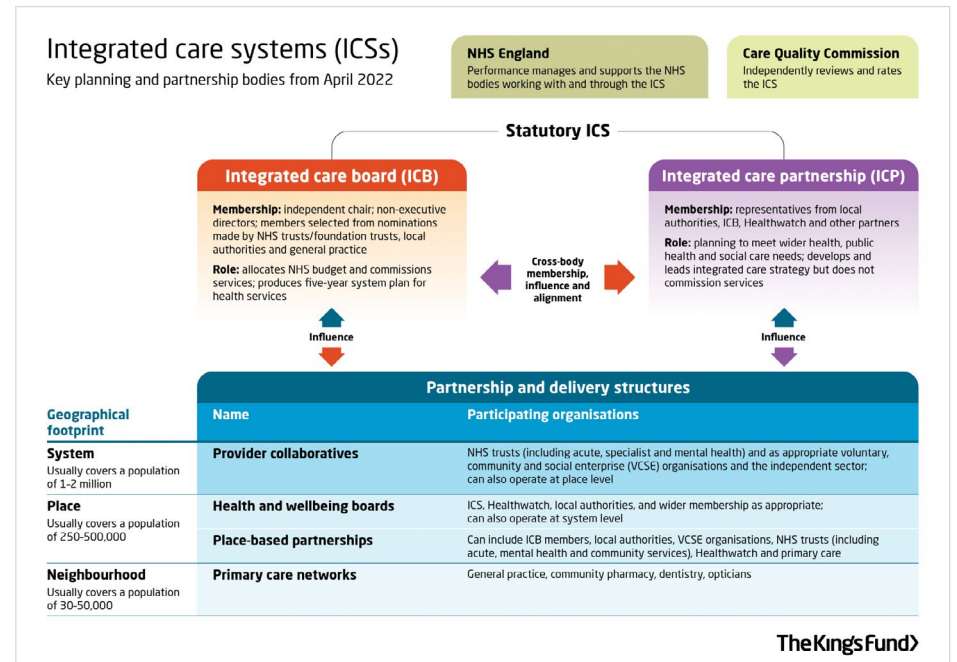 Integrated care systems (ICSs)
Key planning and partnership bodies from April 2022
NHS England
Performance manages and supports the NHS
bodies working with and through the ICS
Care Quality Commission
Independently reviews and rates
the ICS
Statutory ICS
Integrated care board (ICB)
Membership: independent chair; non-executive
directors; members selected from nominations
made by NHS trusts/foundation trusts, local
authorities and general practice
Role: allocates NHS budget and commissions
services; produces five-year system plan for
health services
Cross-body
membership,
influence and
alignment
Integrated care partnership (ICP)
Membership: representatives from local
authorities, ICB, Healthwatch and other partners
Role: planning to meet wider health, public
health and social care needs; develops and
leads integrated care strategy but does not
commission services
Influence
Influence
Partnership and delivery structures
Geographical
footprint
Name
Participating organisations
System
Usually covers a population
of 1-2 million
Provider collaboratives
NHS trusts (including acute, specialist and mental health) and as appropriate voluntary,
community and social enterprise (VCSE) organisations and the independent sector;
can also operate at place level
Place
Usually covers a population
of 250-500,000
Health and wellbeing boards
ICS, Healthwatch, local authorities, and wider membership as appropriate;
can also operate at system level
Place-based partnerships
Can include ICB members, local authorities, VCSE organisations, NHS trusts (including
acute, mental health and community services), Healthwatch and primary care
Neighbourhood
Usually covers a population
of 30-50,000
Primary care networks
General practice, community pharmacy, dentistry, opticians
TheKing'sFund>